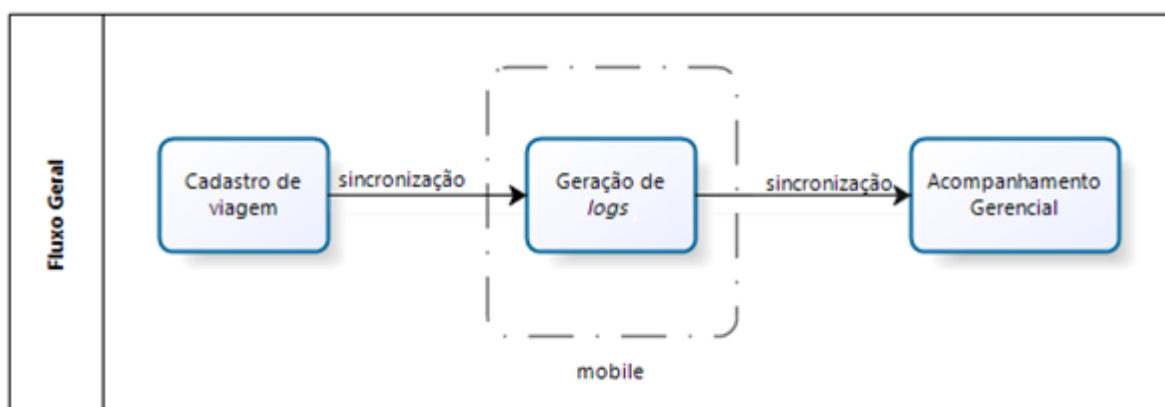 Fluxo Geral
Cadastro de
viagem
sincronização
Geração de
logs
sincronização
Acompanhamento
Gerencial
mobile